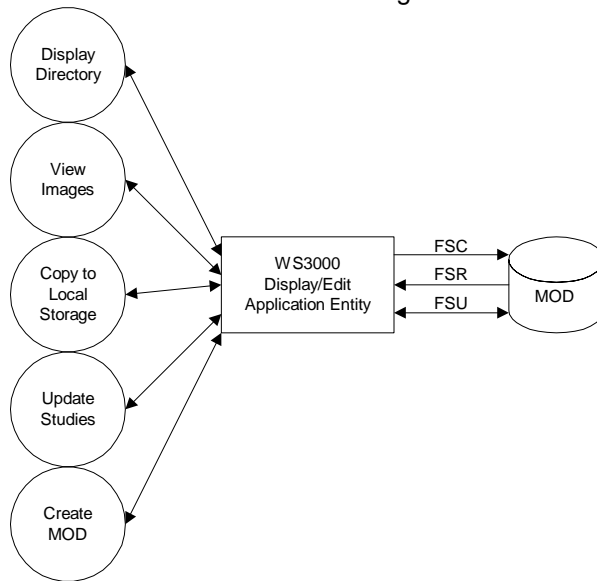 Display
Directory
View
Images
Copy to
Local
Storage
Update
Studies
Create
MOD
WS3000
Display/Edit
Application Entity
FSC
FSR
FSU
MOD